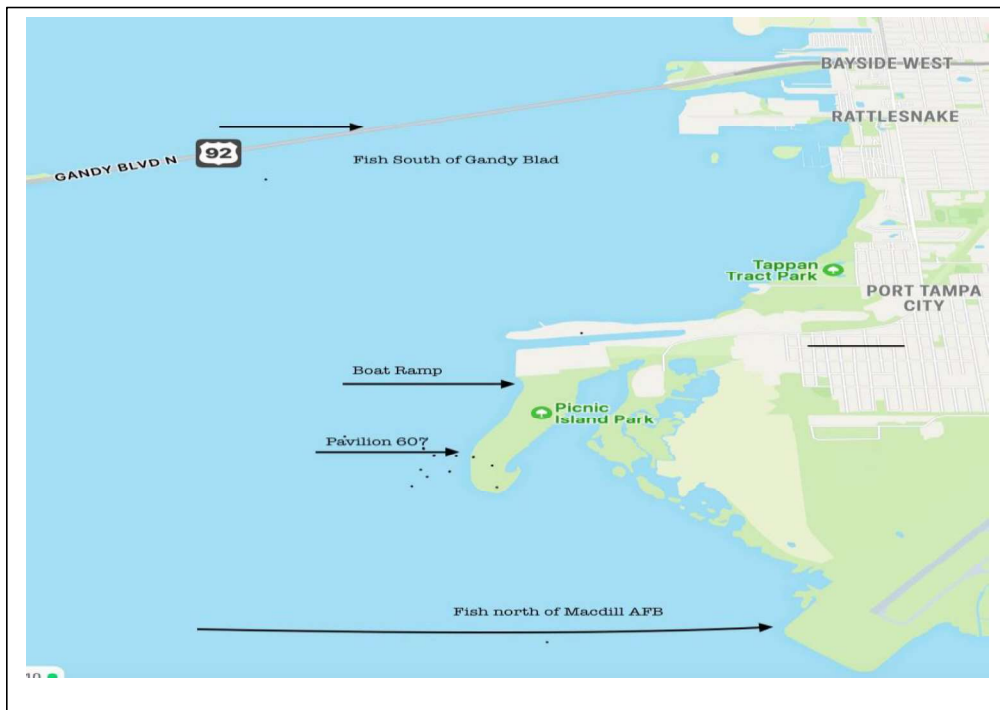 BAYSIDE WEST
RATTLESNAKE
92
GANDY BLVD N
Fish South of Gandy Blad
Tappan
Tract Park
PORT TAMPA
CITY
Boat Ramp
Picnic
Island Park
Pavilion 607
Fish north of Macdill AFB